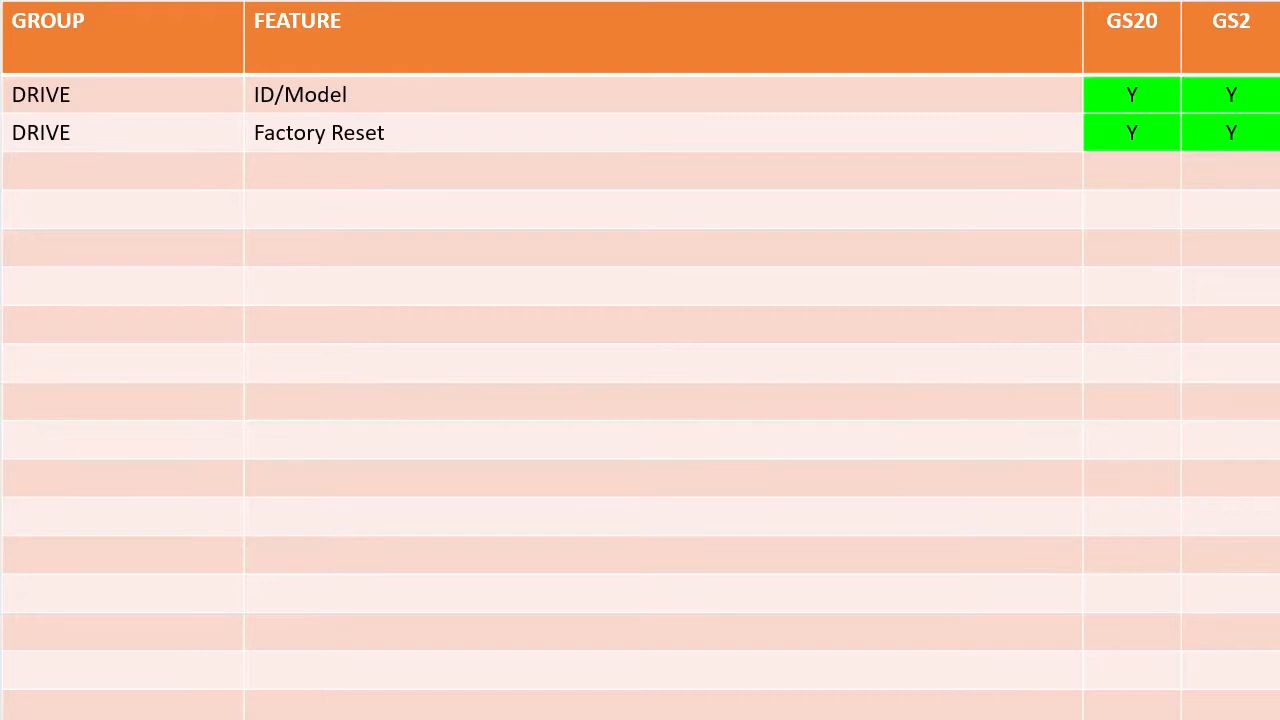 GROUP FEATURE GS20 GS2
DRIVE ID/Model Y Y
DRIVE Factory Reset Y Y